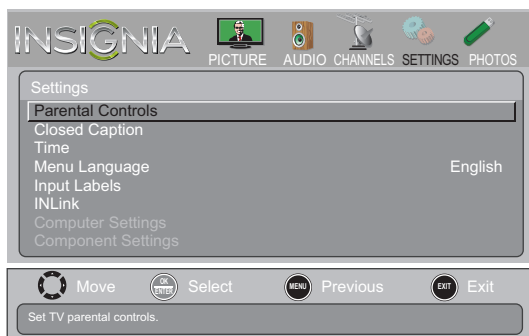 INSIGNIA
PICTURE AUDIO CHANNELS SETTINGS PHOTOS
Settings
Parental Controls
Closed Caption
Time
Menu Language English
Input Labels
INLink
Computer Settings
Component Settings
Move OK ENTER Select MENU Previous EXIT Exit
Set TV parental controls.